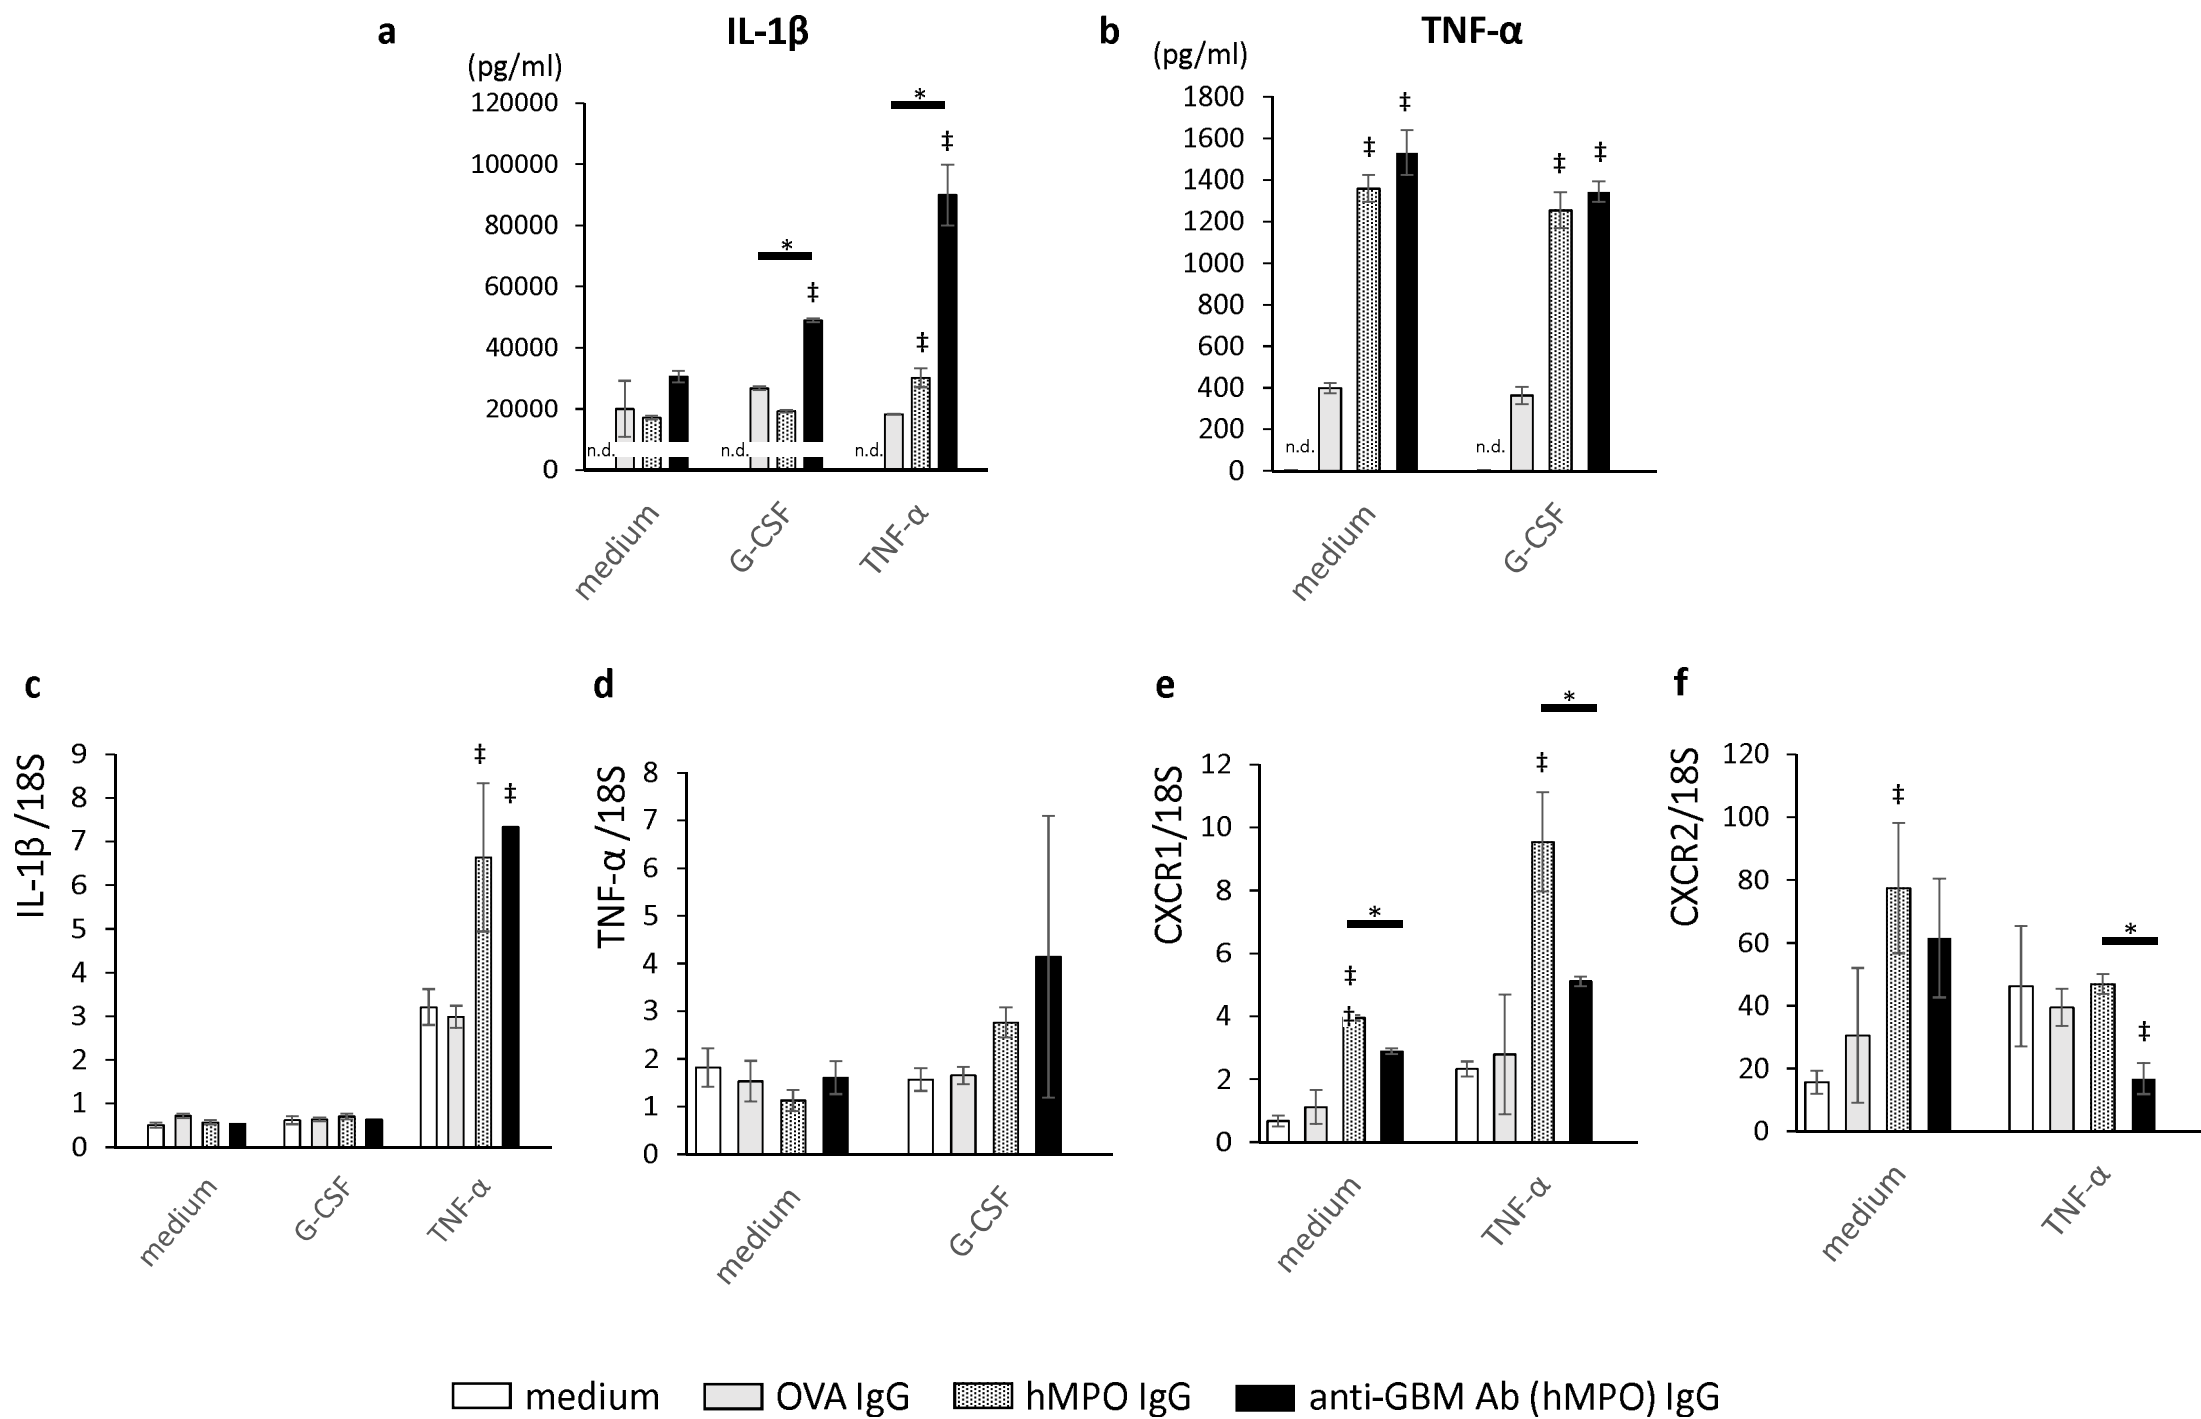 a
IL-1β
b
TNF-α
(pg/ml)
(pg/ml)
120000
100000
80000
60000
40000
20000
0
*
‡
*
‡
‡
n.d.
n.d.
n.d.
medium
G-CSF
TNF-α
1800
1600
1400
1200
1000
800
600
400
200
0
‡
‡
‡
‡
n.d.
n.d.
medium
G-CSF
c
IL-1β /18S
9
8
7
6
5
4
3
2
1
0
‡
‡
medium
G-CSF
TNF-α
d
TNF-α /18S
8
7
6
5
4
3
2
1
0
medium
G-CSF
e
CXCR1/18S
12
10
8
6
4
2
0
*
‡
*
‡
‡
medium
TNF-α
f
CXCR2/18S
120
100
80
60
40
20
0
‡
*
‡
medium
TNF-α
medium OVA IgG hMPO IgG anti-GBM Ab (hMPO) IgG